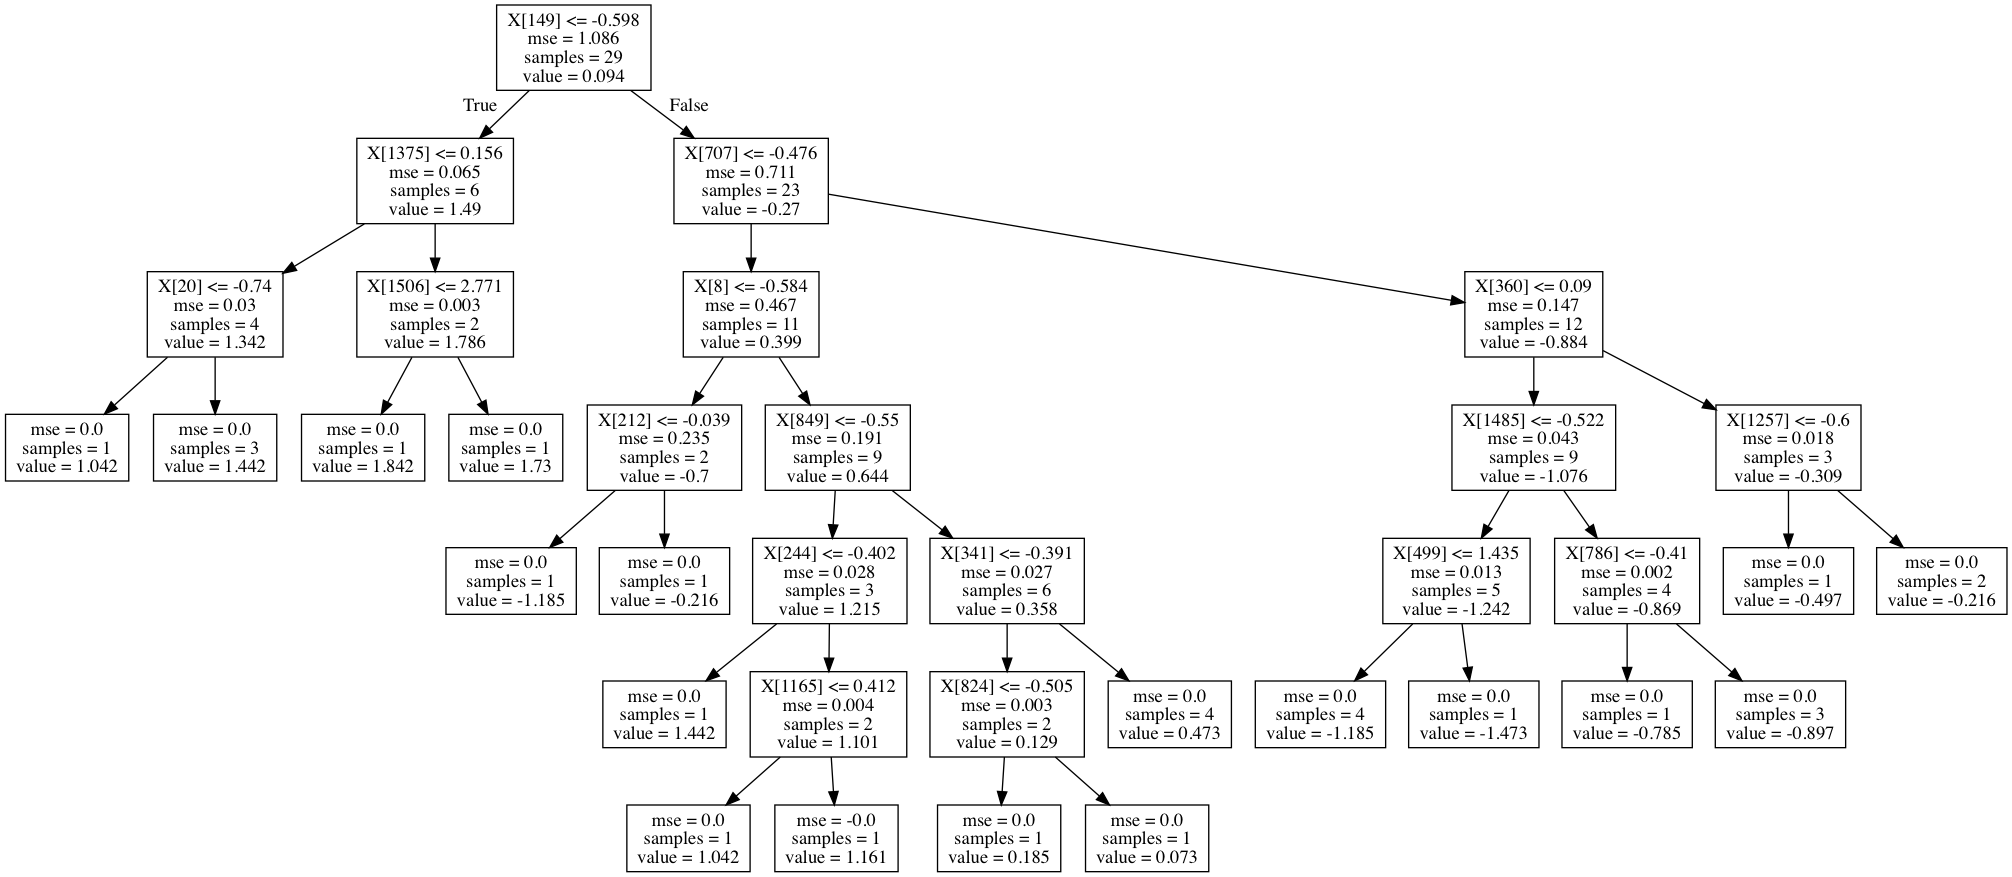 X[149] <= -0.598
mse = 1.086
samples = 29
value = 0.094
True
False
X[1375] <= 0.156
mse = 0.065
samples = 6
value = 1.49
X[707] <= -0.476
mse = 0.711
samples = 23
value = -0.27
X[20] <= -0.74
mse = 0.03
samples = 4
value = 1.342
X[1506] <= 2.771
mse = 0.003
samples = 2
value = 1.786
X[8] <= -0.584
mse = 0.467
samples = 11
value = 0.399
X[360] <= 0.09
mse = 0.147
samples = 12
value = -0.884
mse = 0.0
samples = 1
value = 1.042
mse = 0.0
samples = 3
value = 1.442
mse = 0.0
samples = 1
value = 1.842
mse = 0.0
samples = 1
value = 1.73
X[212] <= -0.039
mse = 0.235
samples = 2
value = -0.7
X[849] <= -0.55
mse = 0.191
samples = 9
value = 0.644
X[1485] <= -0.522
mse = 0.043
samples = 9
value = -1.076
X[1257] <= -0.6
mse = 0.018
samples = 3
value = -0.309
mse = 0.0
samples = 1
value = -1.185
mse = 0.0
samples = 1
value = -0.216
X[244] <= -0.402
mse = 0.028
samples = 3
value = 1.215
X[341] <= -0.391
mse = 0.027
samples = 6
value = 0.358
X[499] <= 1.435
mse = 0.013
samples = 5
value = -1.242
X[786] <= -0.41
mse = 0.002
samples = 4
value = -0.869
mse = 0.0
samples = 1
value = -0.497
mse = 0.0
samples = 2
value = -0.216
mse = 0.0
samples = 1
value = 1.442
X[1165] <= 0.412
mse = 0.004
samples = 2
value = 1.101
X[824] <= -0.505
mse = 0.003
samples = 2
value = 0.129
mse = 0.0
samples = 4
value = 0.473
mse = 0.0
samples = 4
value = -1.185
mse = 0.0
samples = 1
value = -1.473
mse = 0.0
samples = 1
value = -0.785
mse = 0.0
samples = 3
value = -0.897
mse = 0.0
samples = 1
value = 1.042
mse = -0.0
samples = 1
value = 1.161
mse = 0.0
samples = 1
value = 0.185
mse = 0.0
samples = 1
value = 0.073